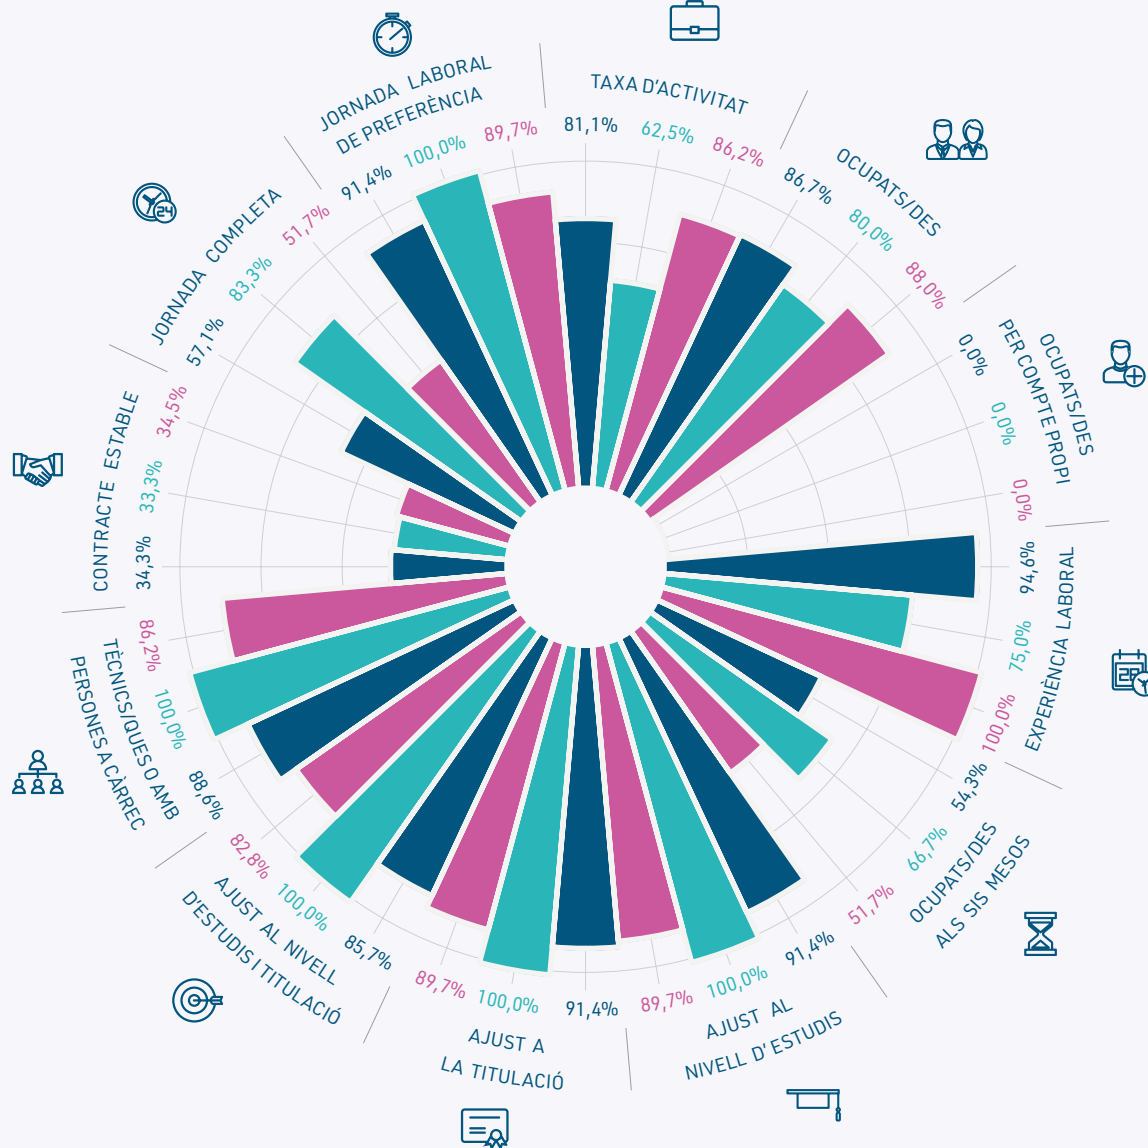 TAXA D'ACTIVITAT
81,1%
62,5%
86,2%
OCUPATS/DES
86,7%
80,0%
88,0%
OCUPATS/DES
PER COMPTE PROPI
0,0%
0,0%
0,0%
EXPERIÈNCIA LABORAL
94,6%
75,0%
100,0%
OCUPATS/DES
ALS SIS MESOS
54,3%
66,7%
51,7%
AJUST AL
NIVELL D'ESTUDIS
91,4%
100,0%
89,7%
AJUST A
LA TITULACIÓ
91,4%
100,0%
89,7%
AJUST AL NIVELL
D'ESTUDIS I TITULACIÓ
85,7%
100,0%
82,8%
TÈCNICS/QUES O AMB
PERSONES A CÀRREC
88,6%
100,0%
86,2%
CONTRACTE ESTABLE
34,3%
33,3%
34,5%
JORNADA COMPLETA
57,1%
83,3%
51,7%
JORNADA LABORAL
DE PREFERÈNCIA
91,4%
100,0%
89,7%
24